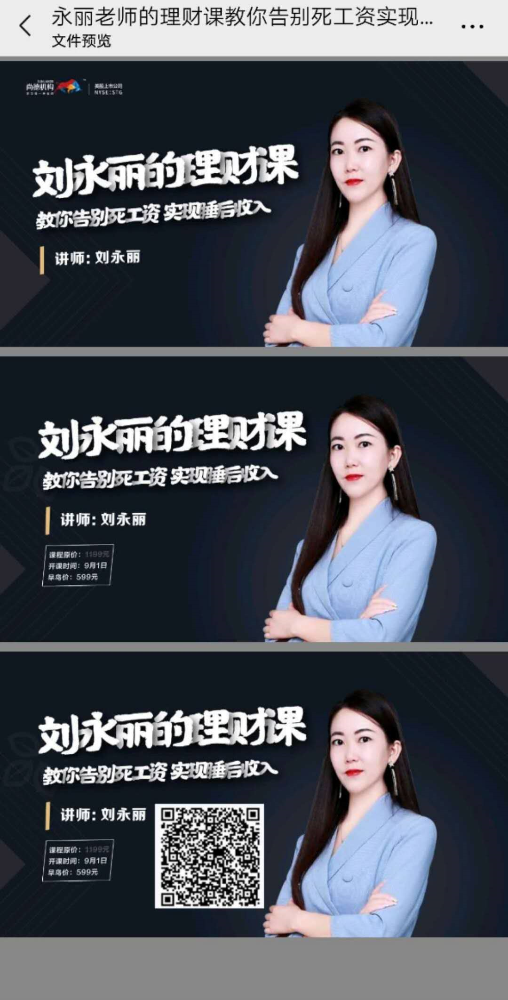 永丽老师的理财课教你告别死工资实现...
文件预览
尚德机构
美股上市公司
NYSE:STG
刘永丽的理财课
教你告别死工资 实现睡后收入
讲师: 刘永丽
刘永丽的理财课
教你告别死工资 实现睡后收入
讲师: 刘永丽
课程原价: 1199元
开课时间: 9月1日
早鸟价: 599元
刘永丽的理财课
教你告别死工资 实现睡后收入
讲师: 刘永丽
课程原价: 1199元
开课时间: 9月1日
早鸟价: 599元